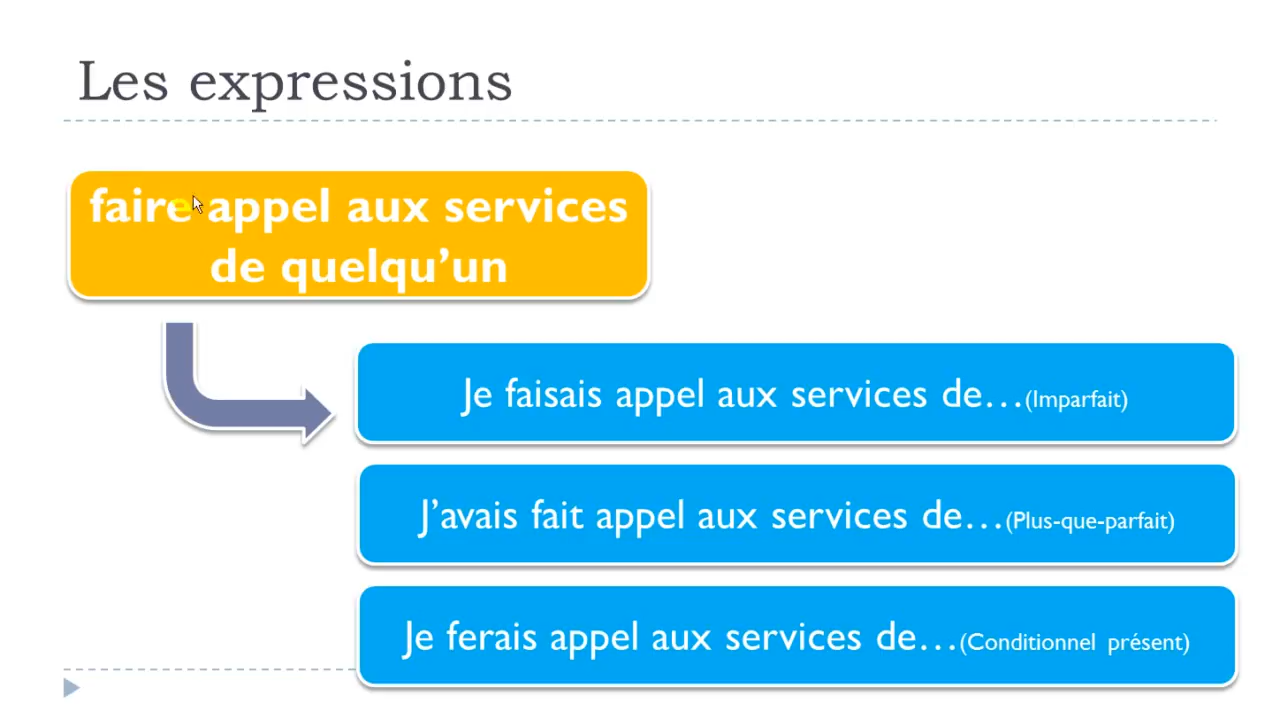 Les expressions
faire appel aux services
de quelqu’un
Je faisais appel aux services de…(Imparfait)
J’avais fait appel aux services de…(Plus-que-parfait)
Je ferais appel aux services de…(Conditionnel présent)